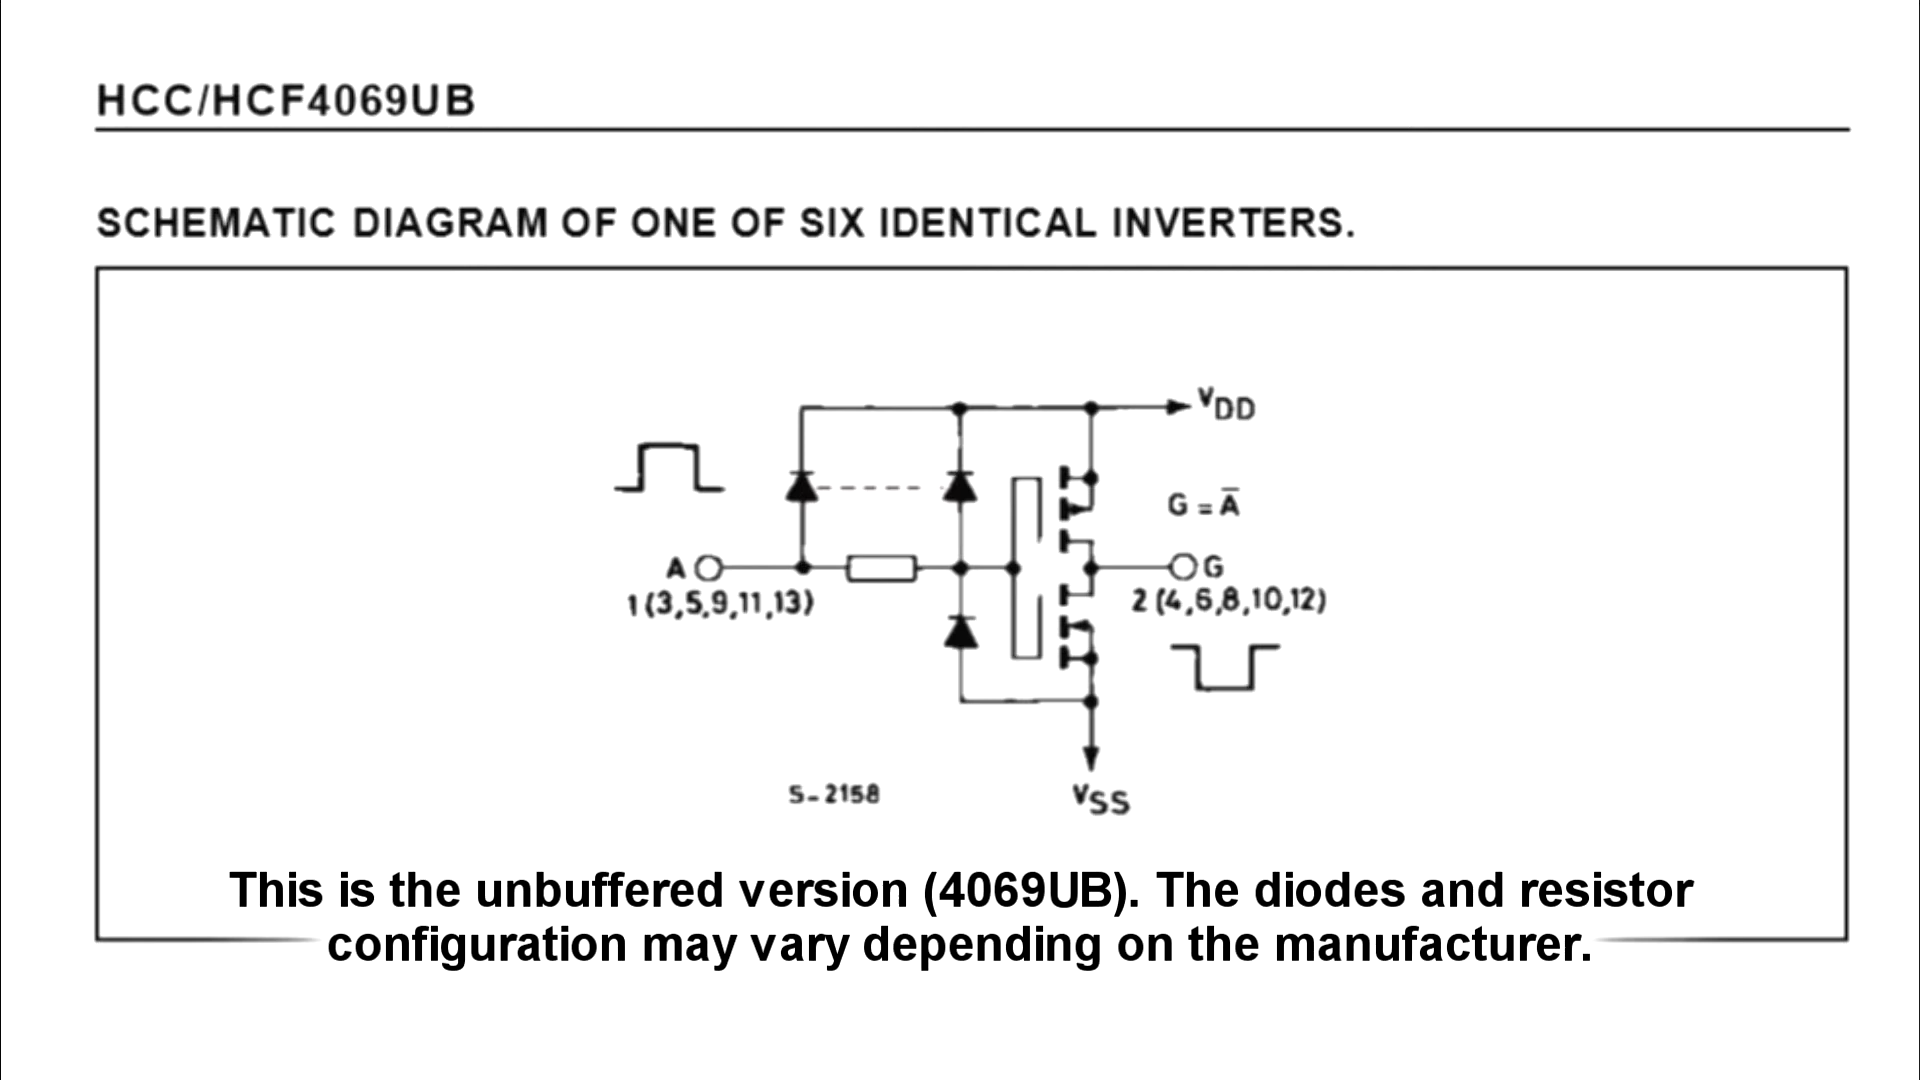 HCC/HCF4069UB
SCHEMATIC DIAGRAM OF ONE OF SIX IDENTICAL INVERTERS.
VDD
G = A̅
A
G
1 (3,5,9,11,13)
2 (4,6,8,10,12)
S-2158
VSS
This is the unbuffered version (4069UB). The diodes and resistor
configuration may vary depending on the manufacturer.